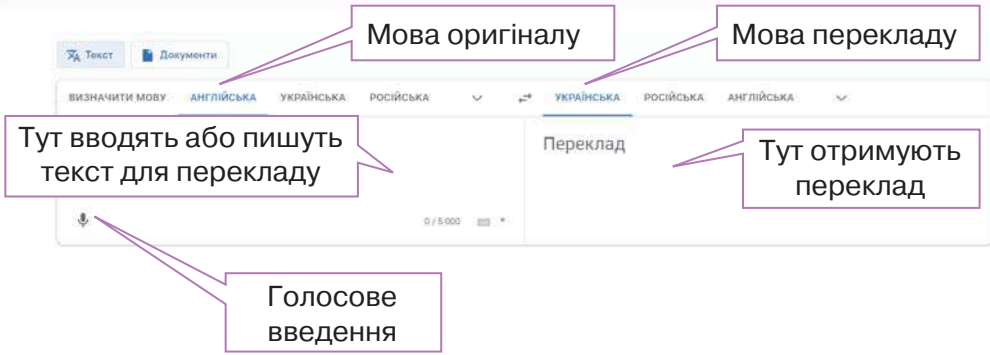 Мова оригіналу
Мова перекладу
Текст
Документи
ВИЗНАЧИТИ МОВУ АНГЛІЙСЬКА УКРАЇНСЬКА РОСІЙСЬКА
УКРАЇНСЬКА РОСІЙСЬКА АНГЛІЙСЬКА
Тут вводять або пишуть
текст для перекладу
Переклад
Тут отримують
переклад
0 / 5 000
Голосове
введення